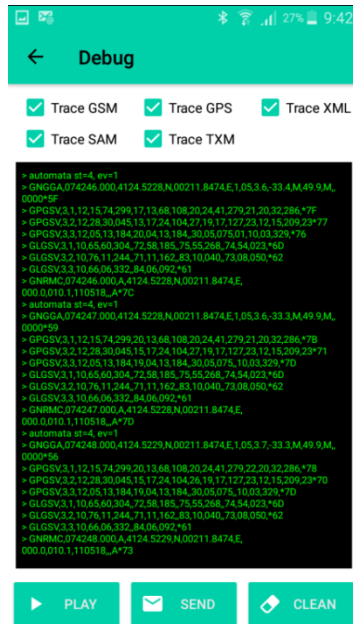 27% 9:42
Debug
Trace GSM Trace GPS Trace XML
Trace SAM Trace TXM
> automata st=4, ev=1
> GNGGA,074246.000,4124.5228,N,00211.8474,E,1,05,3.6,-33.4,M,49.9,M,,
0000*5F
> GPGSV,3,1,12,15,74,299,17,13,68,108,20,24,41,279,21,20,32,286,*7F
> GPGSV,3,2,12,28,30,045,13,17,24,104,27,19,17,127,23,12,15,209,23*77
> GPGSV,3,3,12,05,13,184,20,04,13,184,,30,05,075,01,10,03,329,*76
> GLGSV,3,1,10,65,60,304,,72,58,185,,75,55,268,,74,54,023,*6D
> GLGSV,3,2,10,76,11,244,,71,11,162,,83,10,040,,73,08,050,*62
> GLGSV,3,3,10,66,06,332,,84,06,092,*61
> GNRMC,074246.000,A,4124.5228,N,00211.8474,E,
000.0,010.1,110518,,,A*7C
> automata st=4, ev=1
> GNGGA,074247.000,4124.5228,N,00211.8474,E,1,05,3.6,-33.3,M,49.9,M,,
0000*59
> GPGSV,3,1,12,15,74,299,20,13,68,108,20,24,41,279,21,20,32,286,*7B
> GPGSV,3,2,12,28,30,045,15,17,24,104,27,19,17,127,23,12,15,209,23*71
> GPGSV,3,3,12,05,13,184,19,04,13,184,,30,05,075,,10,03,329,*7D
> GLGSV,3,1,10,65,60,304,,72,58,185,,75,55,268,,74,54,023,*6D
> GLGSV,3,2,10,76,11,244,,71,11,162,,83,10,040,,73,08,050,*62
> GLGSV,3,3,10,66,06,332,,84,06,092,*61
> GNRMC,074247.000,A,4124.5228,N,00211.8474,E,
000.0,010.1,110518,,,A*7D
> automata st=4, ev=1
> GNGGA,074248.000,4124.5229,N,00211.8474,E,1,05,3.7,-33.3,M,49.9,M,,
0000*56
> GPGSV,3,1,12,15,74,299,20,13,68,108,20,24,41,279,22,20,32,286,*78
> GPGSV,3,2,12,28,30,045,15,17,24,104,26,19,17,127,23,12,15,209,23*70
> GPGSV,3,3,12,05,13,184,19,04,13,184,,30,05,075,,10,03,329,*7D
> GLGSV,3,1,10,65,60,304,,72,58,185,,75,55,268,,74,54,023,*6D
> GLGSV,3,2,10,76,11,244,,71,11,162,,83,10,040,,73,08,050,*62
> GLGSV,3,3,10,66,06,332,,84,06,092,*61
> GNRMC,074248.000,A,4124.5229,N,00211.8474,E,
000.0,010.1,110518,,,A*73
PLAY SEND CLEAN